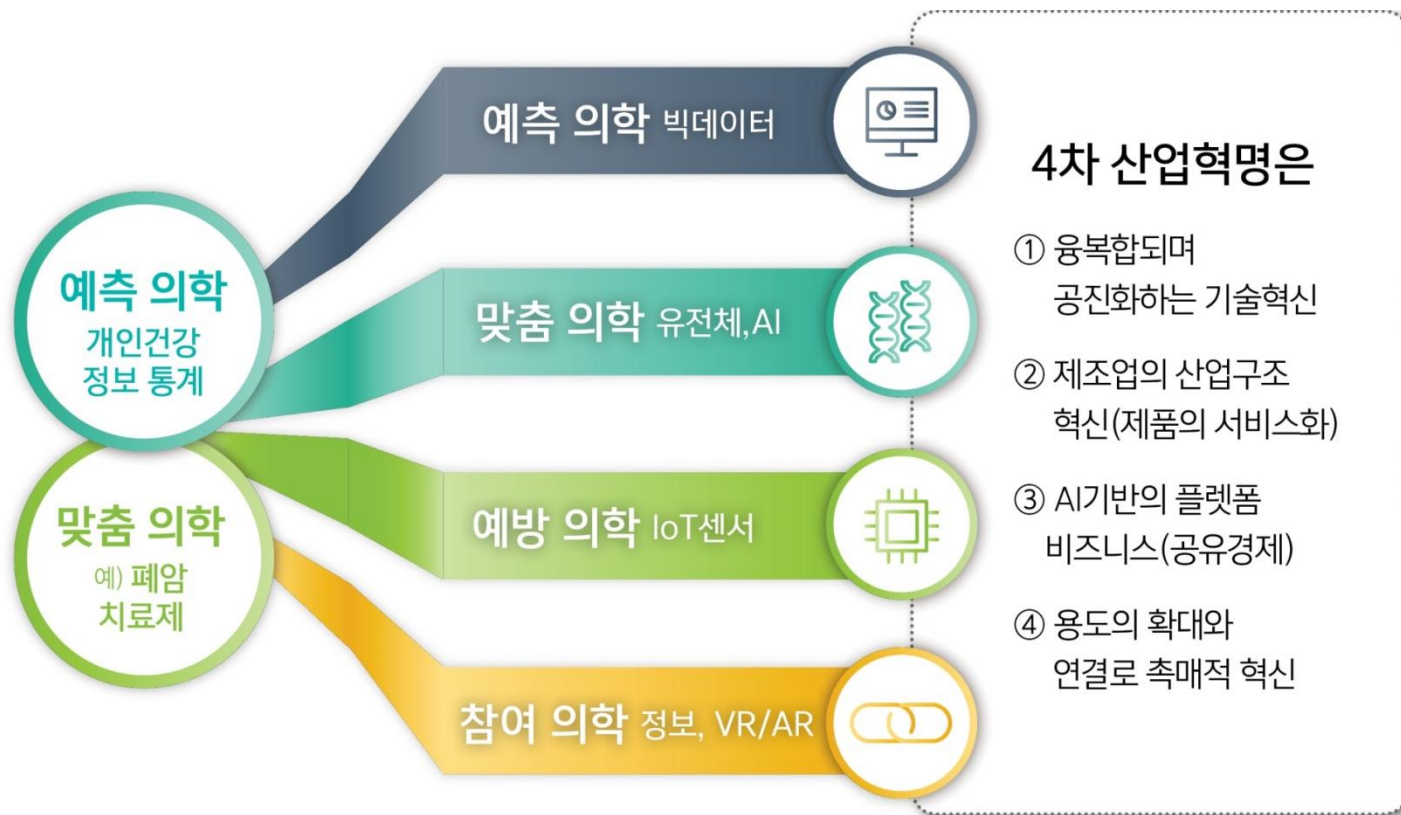 예측 의학
개인건강
정보 통계
맞춤 의학
예) 폐암
치료제
예측 의학 빅데이터
맞춤 의학 유전체,AI
예방 의학 IoT센서
참여 의학 정보, VR/AR
4차 산업혁명은
① 융복합되며
공진화하는 기술혁신
② 제조업의 산업구조
혁신(제품의 서비스화)
③ AI기반의 플렛폼
비즈니스(공유경제)
④ 용도의 확대와
연결로 촉매적 혁신